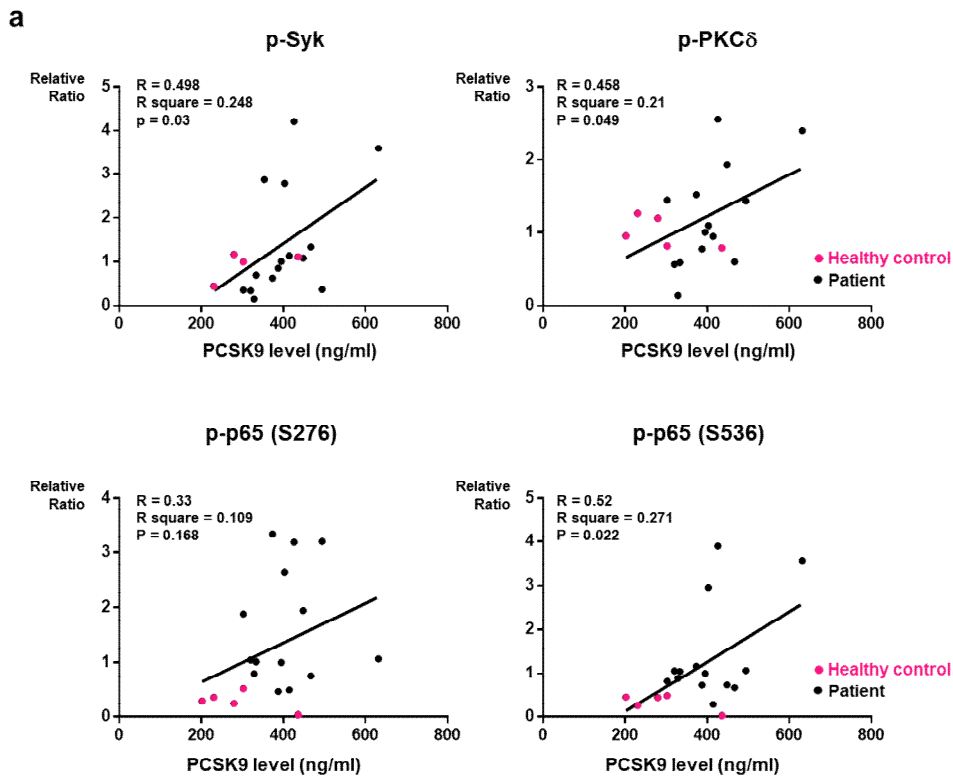 a
p-Syk
Relative
Ratio
R = 0.498
R square = 0.248
p = 0.03
5
4
3
2
1
0
0
200
400
600
800
PCSK9 level (ng/ml)
p-PKCδ
Relative
Ratio
R = 0.458
R square = 0.21
P = 0.049
3
2
1
0
0
200
400
600
800
PCSK9 level (ng/ml)
Healthy control
Patient
p-p65 (S276)
Relative
Ratio
R = 0.33
R square = 0.109
P = 0.168
4
3
2
1
0
0
200
400
600
800
PCSK9 level (ng/ml)
p-p65 (S536)
Relative
Ratio
R = 0.52
R square = 0.271
P = 0.022
5
4
3
2
1
0
0
200
400
600
800
PCSK9 level (ng/ml)
Healthy control
Patient